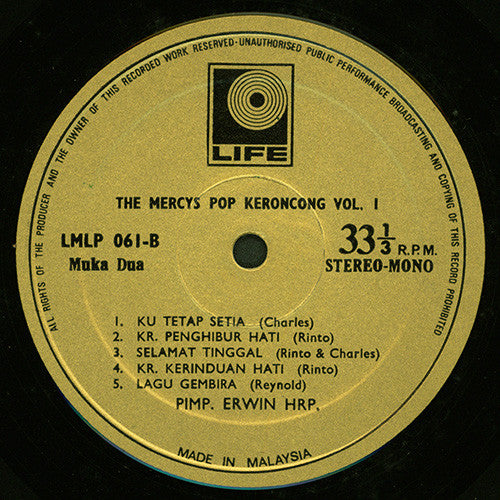 ALL RIGHTS OF THE PRODUCER AND THE OWNER OF THIS RECORDED WORK RESERVED-UNAUTHORISED PUBLIC PERFORMANCE BROADCASTING AND COPYING OF THIS RECORD PROHIBITED
LIFE
THE MERCYS POP KERONCONG VOL. 1
LMLP 061-B
Muka Dua
33 1/3 R.P.M.
STEREO-MONO
1. KU TETAP SETIA (Charles)
2. KR. PENGHIBUR HATI (Rinto)
3. SELAMAT TINGGAL (Rinto & Charles)
4. KR. KERINDUAN HATI (Rinto)
5. LAGU GEMBIRA (Reynold)
PIMP. ERWIN HRP.
MADE IN MALAYSIA